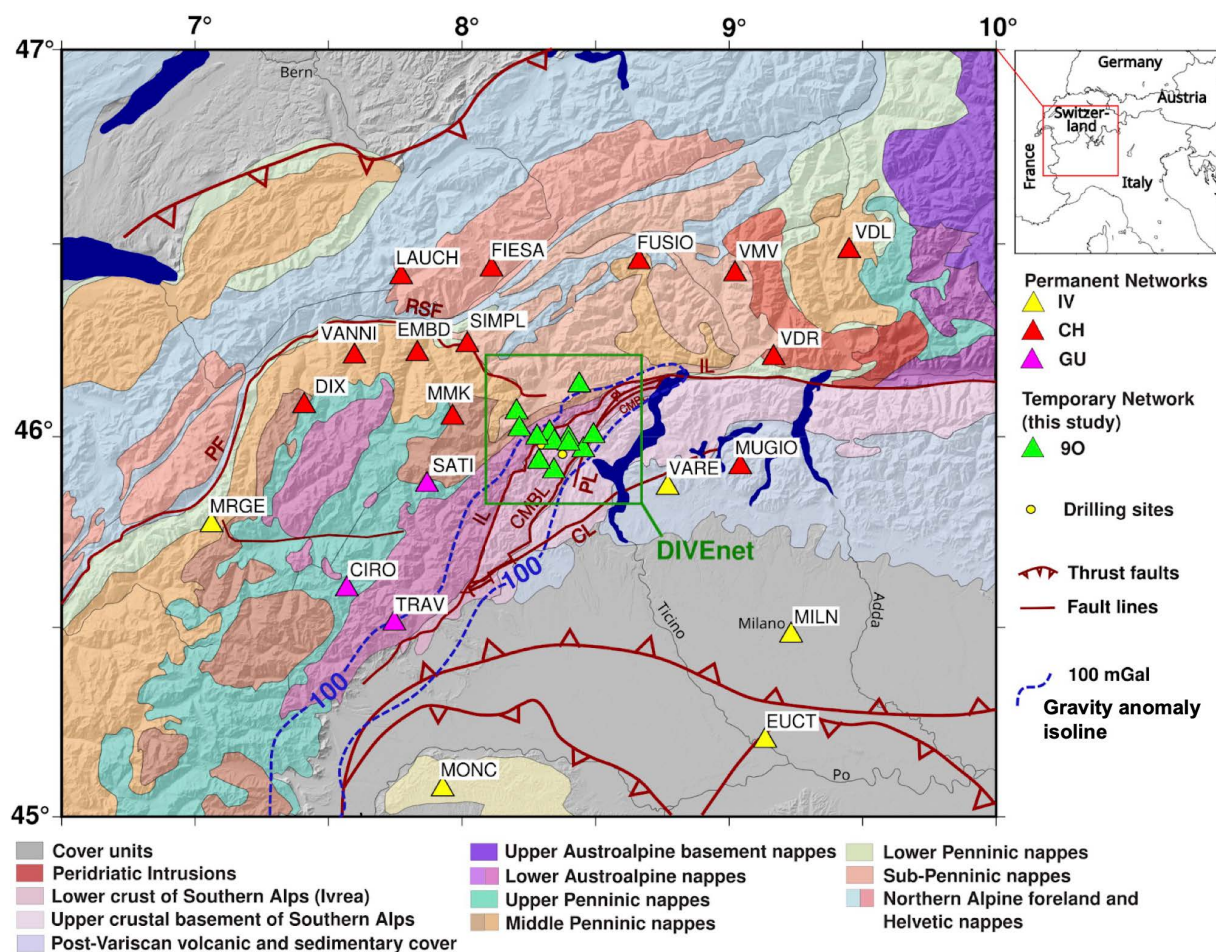 7°
8°
9°
10°
47°
46°
45°
Bern
Germany
Austria
Switzer-
land
France
Italy
VDL
FUSIO
VMV
LAUCH
FIESA
RSF
SIMPL
EMBD
VANNI
VDR
IL
DIX
MMK
CMB
PF
SATI
MUGIO
VARE
PL
CMBL
IL
CL
MRGE
DIVEnet
100
CIRO
TRAV
Ticino
Adda
Milano
MILN
100
EUCT
Po
MONC
Permanent Networks
IV
CH
GU
Temporary Network
(this study)
9O
Drilling sites
Thrust faults
Fault lines
100 mGal
Gravity anomaly
isoline
Cover units
Peridriatic Intrusions
Lower crust of Southern Alps (Ivrea)
Upper crustal basement of Southern Alps
Post-Variscan volcanic and sedimentary cover
Upper Austroalpine basement nappes
Lower Austroalpine nappes
Upper Penninic nappes
Middle Penninic nappes
Lower Penninic nappes
Sub-Penninic nappes
Northern Alpine foreland and
Helvetic nappes